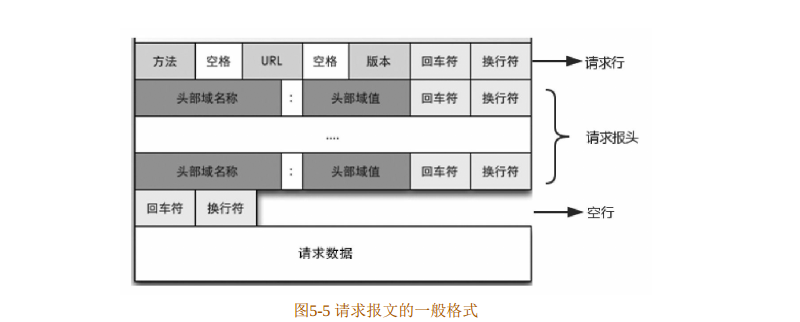 方法 空格 URL 空格 版本 回车符 换行符 请求行
头部域名称 : 头部域值 回车符 换行符
....
请求报头
头部域名称 : 头部域值 回车符 换行符
回车符 换行符 空行
请求数据
图5-5 请求报文的一般格式